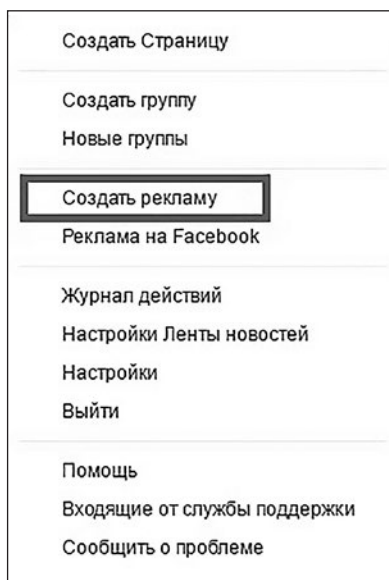 Создать Страницу
Создать группу
Новые группы
Создать рекламу
Реклама на Facebook
Журнал действий
Настройки Ленты новостей
Настройки
Выйти
Помощь
Входящие от службы поддержки
Сообщить о проблеме